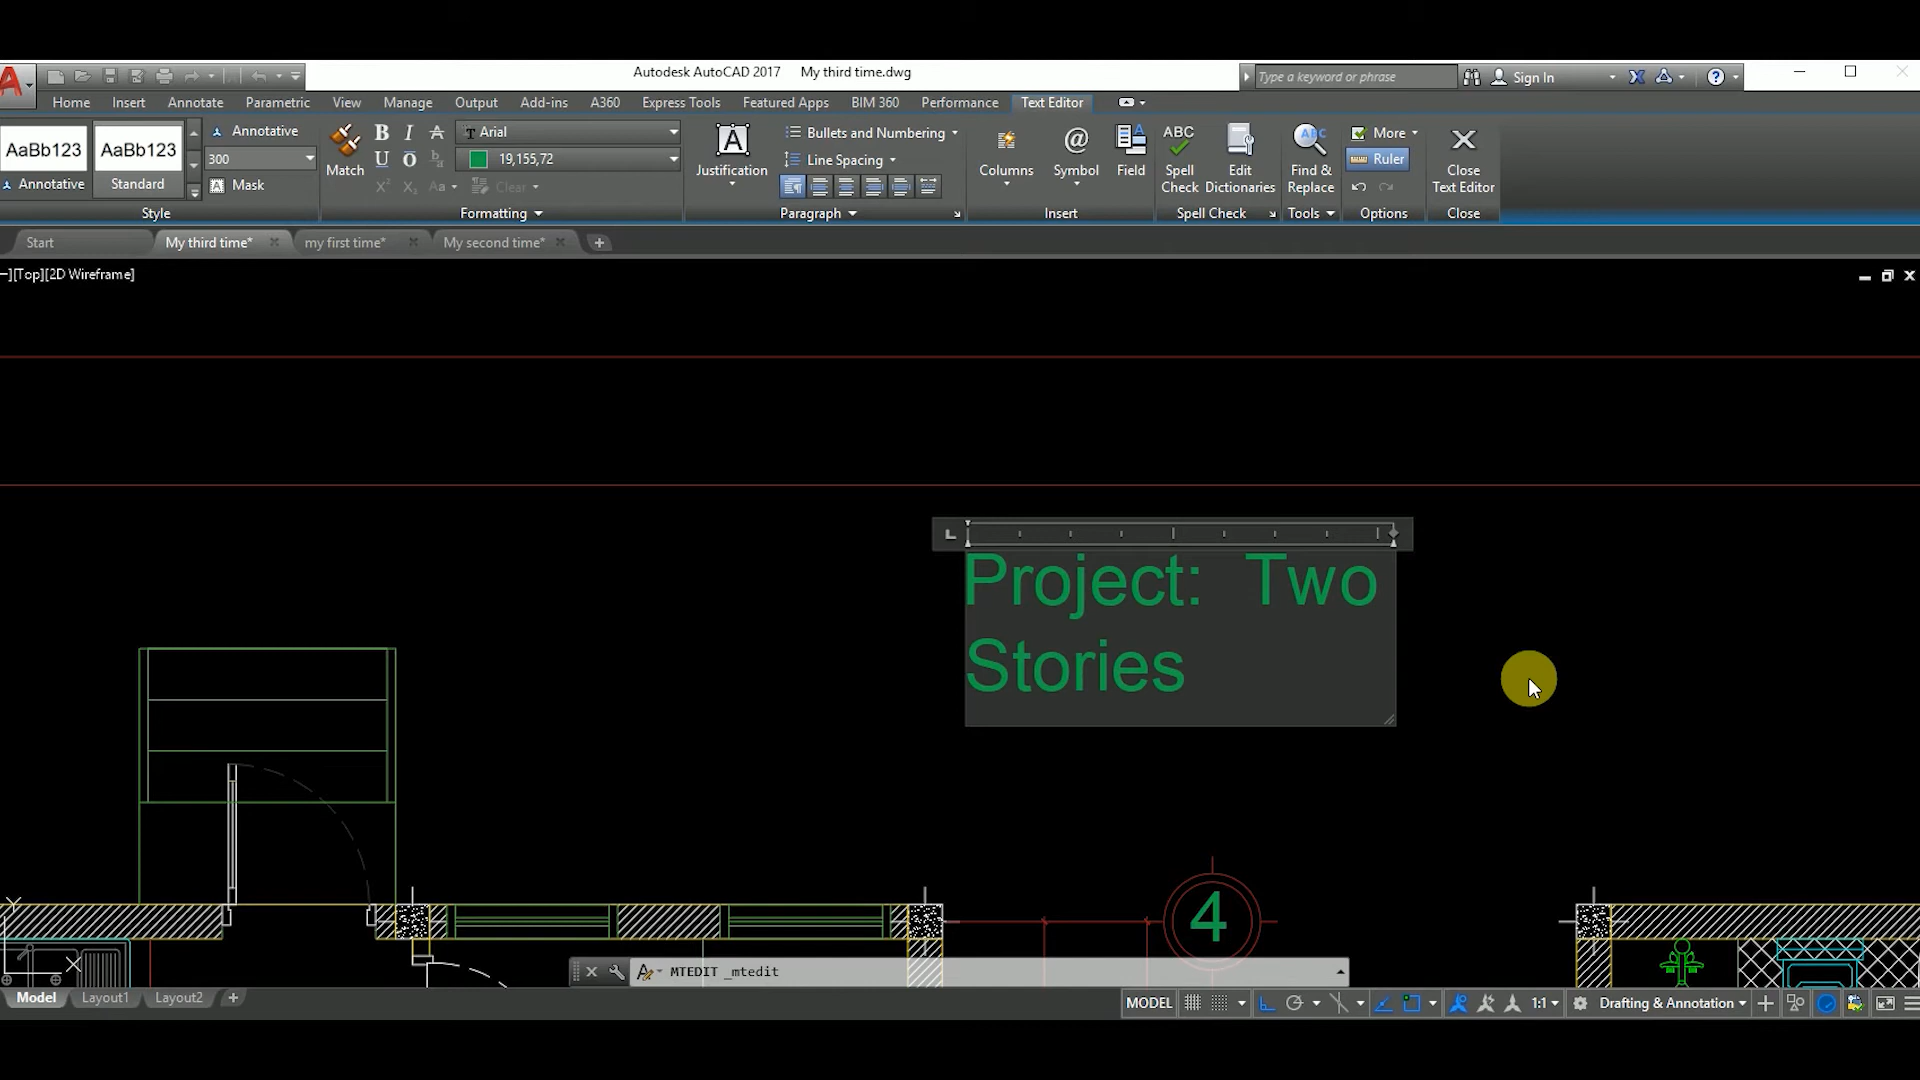 Autodesk AutoCAD 2017 My third time.dwg
Type a keyword or phrase
Sign In
Home Insert Annotate Parametric View Manage Output Add-ins A360 Express Tools Featured Apps BIM 360 Performance Text Editor
AaBb123 AaBb123
Annotative Standard
Annotative
300
Mask
Style
Match
B I A
U O
Arial
19,155,72
Aa
Clear
Formatting
A
Justification
Bullets and Numbering
Line Spacing
Paragraph
Columns
@
Symbol
Field
Insert
ABC
Spell
Check
Edit
Dictionaries
Spell Check
ABC
Find &
Replace
Tools
More
Ruler
Options
Close
Text Editor
Close
Start My third time* my first time* My second time*
[Top][2D Wireframe]
Project: Two
Stories
4
MTEDIT _mtedit
Model Layout1 Layout2
MODEL 1:1 Drafting & Annotation